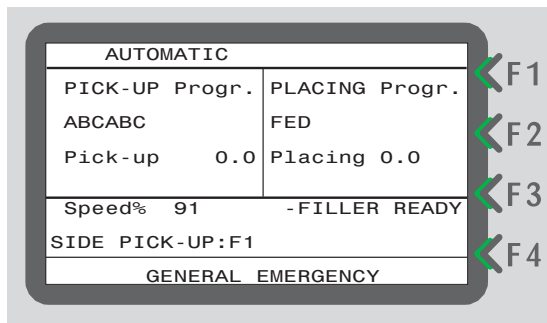 AUTOMATIC
PICK-UP Progr. PLACING Progr.
ABCABC FED
Pick-up 0.0 Placing 0.0
Speed% 91 -FILLER READY
SIDE PICK-UP:F1
GENERAL EMERGENCY
F1
F2
F3
F4